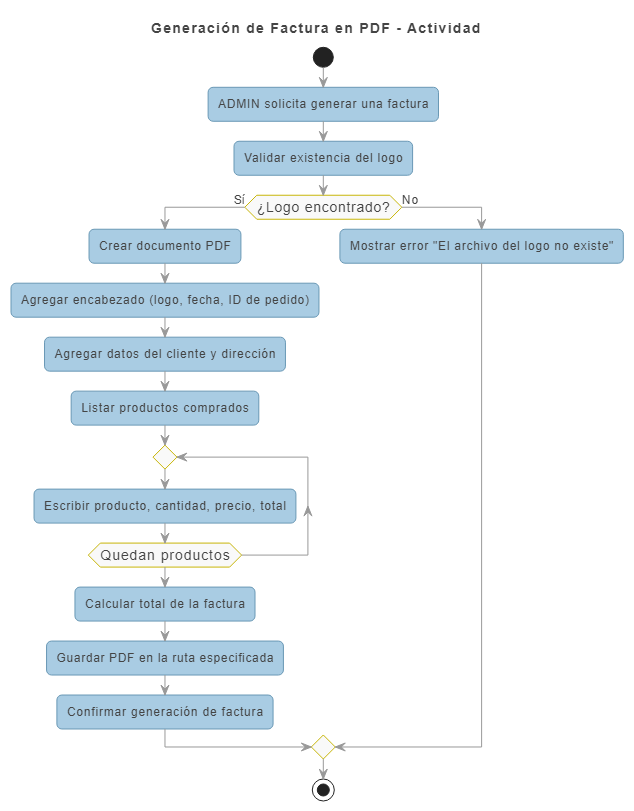 Generación de Factura en PDF - Actividad
ADMIN solicita generar una factura
Validar existencia del logo
Sí
¿Logo encontrado?
No
Crear documento PDF
Mostrar error "El archivo del logo no existe"
Agregar encabezado (logo, fecha, ID de pedido)
Agregar datos del cliente y dirección
Listar productos comprados
Escribir producto, cantidad, precio, total
Quedan productos
Calcular total de la factura
Guardar PDF en la ruta especificada
Confirmar generación de factura